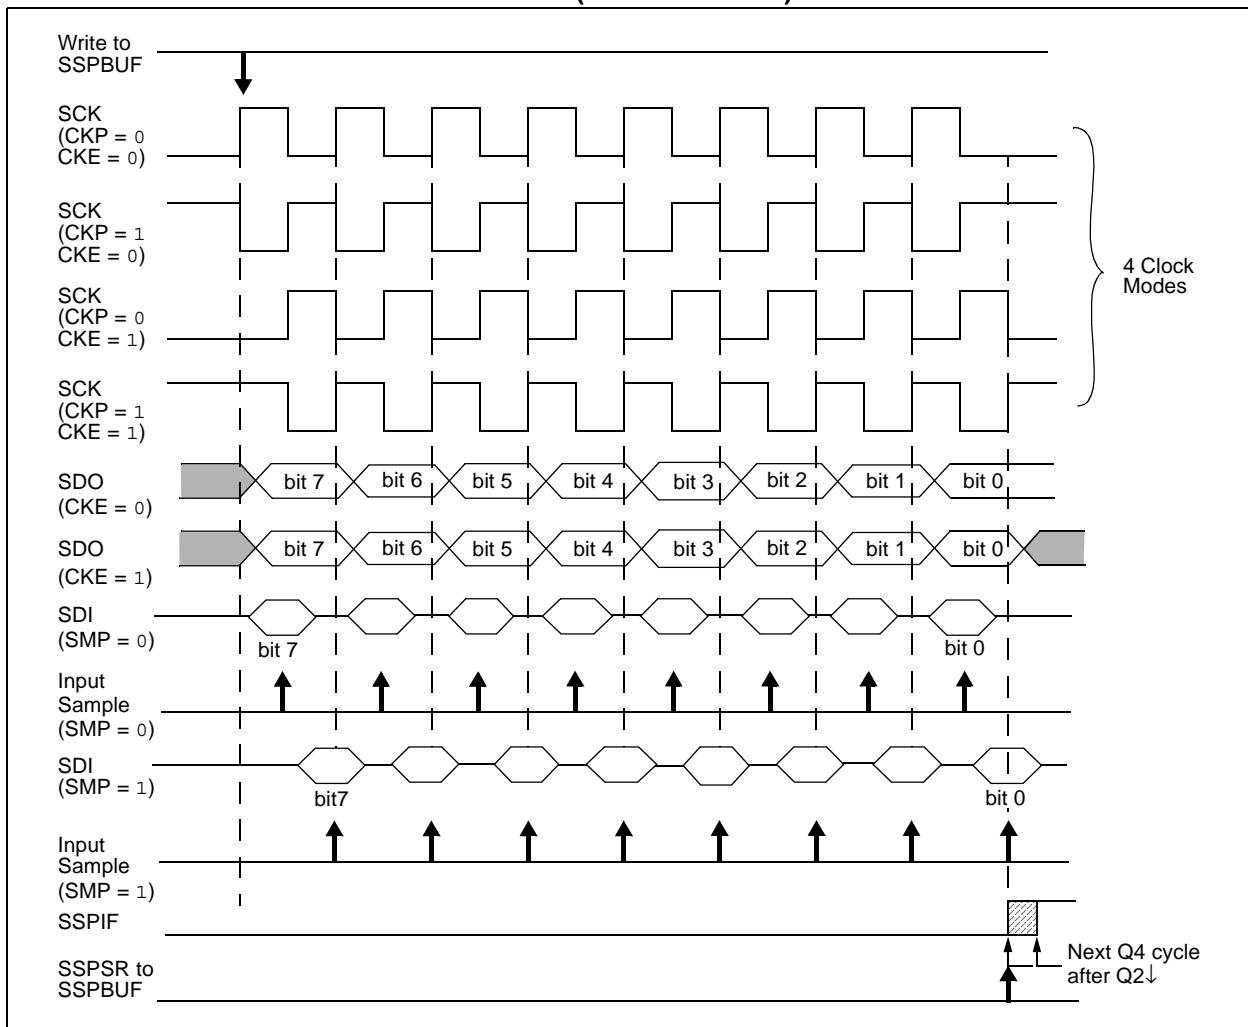 Write to
SSPBUF
SCK
(CKP = 0
CKE = 0)
SCK
(CKP = 1
CKE = 0)
SCK
(CKP = 0
CKE = 1)
SCK
(CKP = 1
CKE = 1)
4 Clock
Modes
SDO
(CKE = 0)
bit 7 bit 6 bit 5 bit 4 bit 3 bit 2 bit 1 bit 0
SDO
(CKE = 1)
bit 7 bit 6 bit 5 bit 4 bit 3 bit 2 bit 1 bit 0
SDI
(SMP = 0)
bit 7 bit 0
Input
Sample
(SMP = 0)
SDI
(SMP = 1)
bit7 bit 0
Input
Sample
(SMP = 1)
SSPIF
SSPSR to
SSPBUF
Next Q4 cycle
after Q2↓